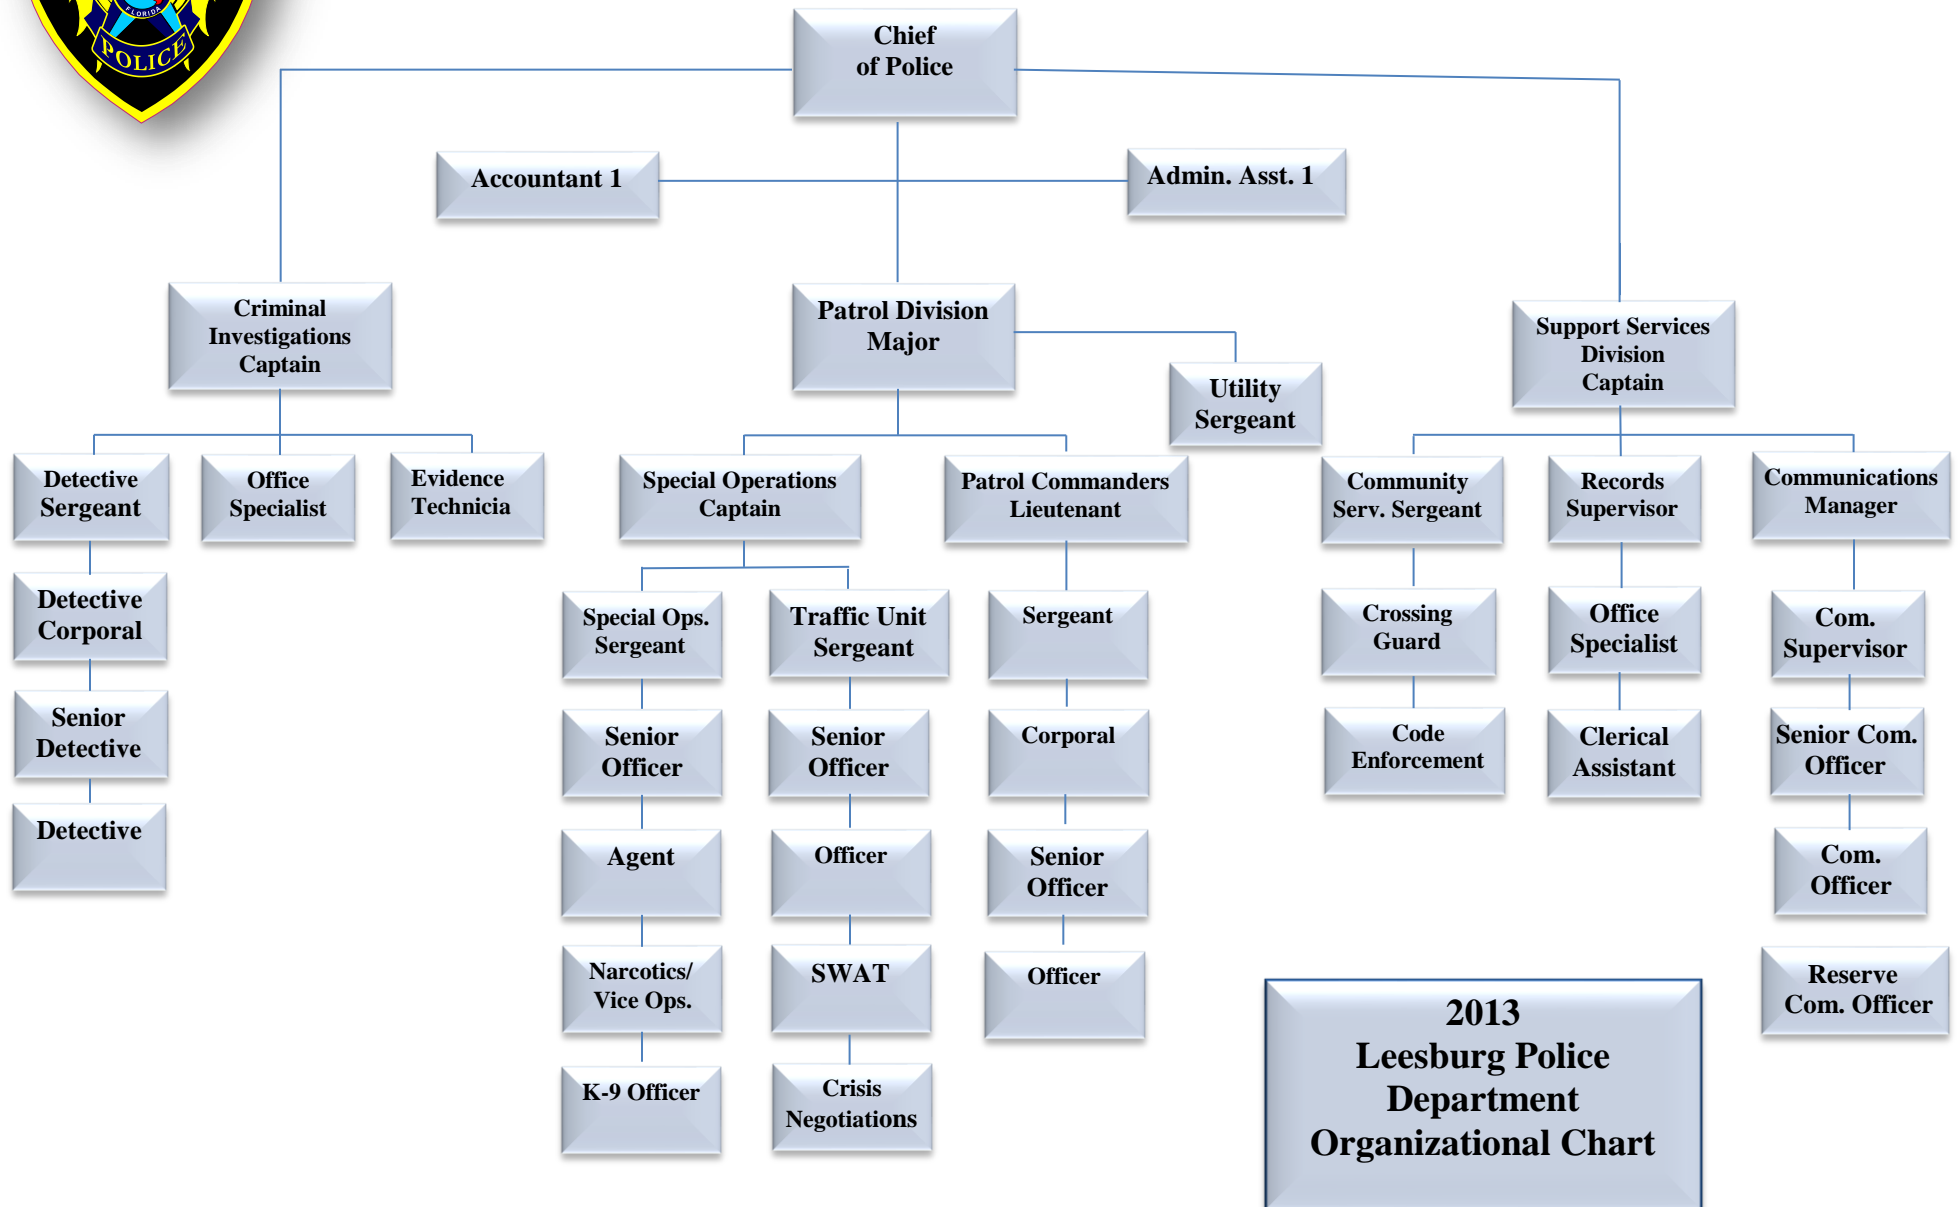 FLORIDA
POLICE
Chief
of Police
Accountant 1
Admin. Asst. 1
Criminal
Investigations
Captain
Patrol Division
Major
Utility
Sergeant
Support Services
Division
Captain
Detective
Sergeant
Office
Specialist
Evidence
Technicia
Special Operations
Captain
Patrol Commanders
Lieutenant
Community
Serv. Sergeant
Records
Supervisor
Communications
Manager
Detective
Corporal
Special Ops.
Sergeant
Traffic Unit
Sergeant
Sergeant
Crossing
Guard
Office
Specialist
Com.
Supervisor
Senior
Detective
Senior
Officer
Senior
Officer
Corporal
Code
Enforcement
Clerical
Assistant
Senior Com.
Officer
Detective
Agent
Officer
Senior
Officer
Com.
Officer
Narcotics/
Vice Ops.
SWAT
Officer
Reserve
Com. Officer
K-9 Officer
Crisis
Negotiations
2013
Leesburg Police
Department
Organizational Chart